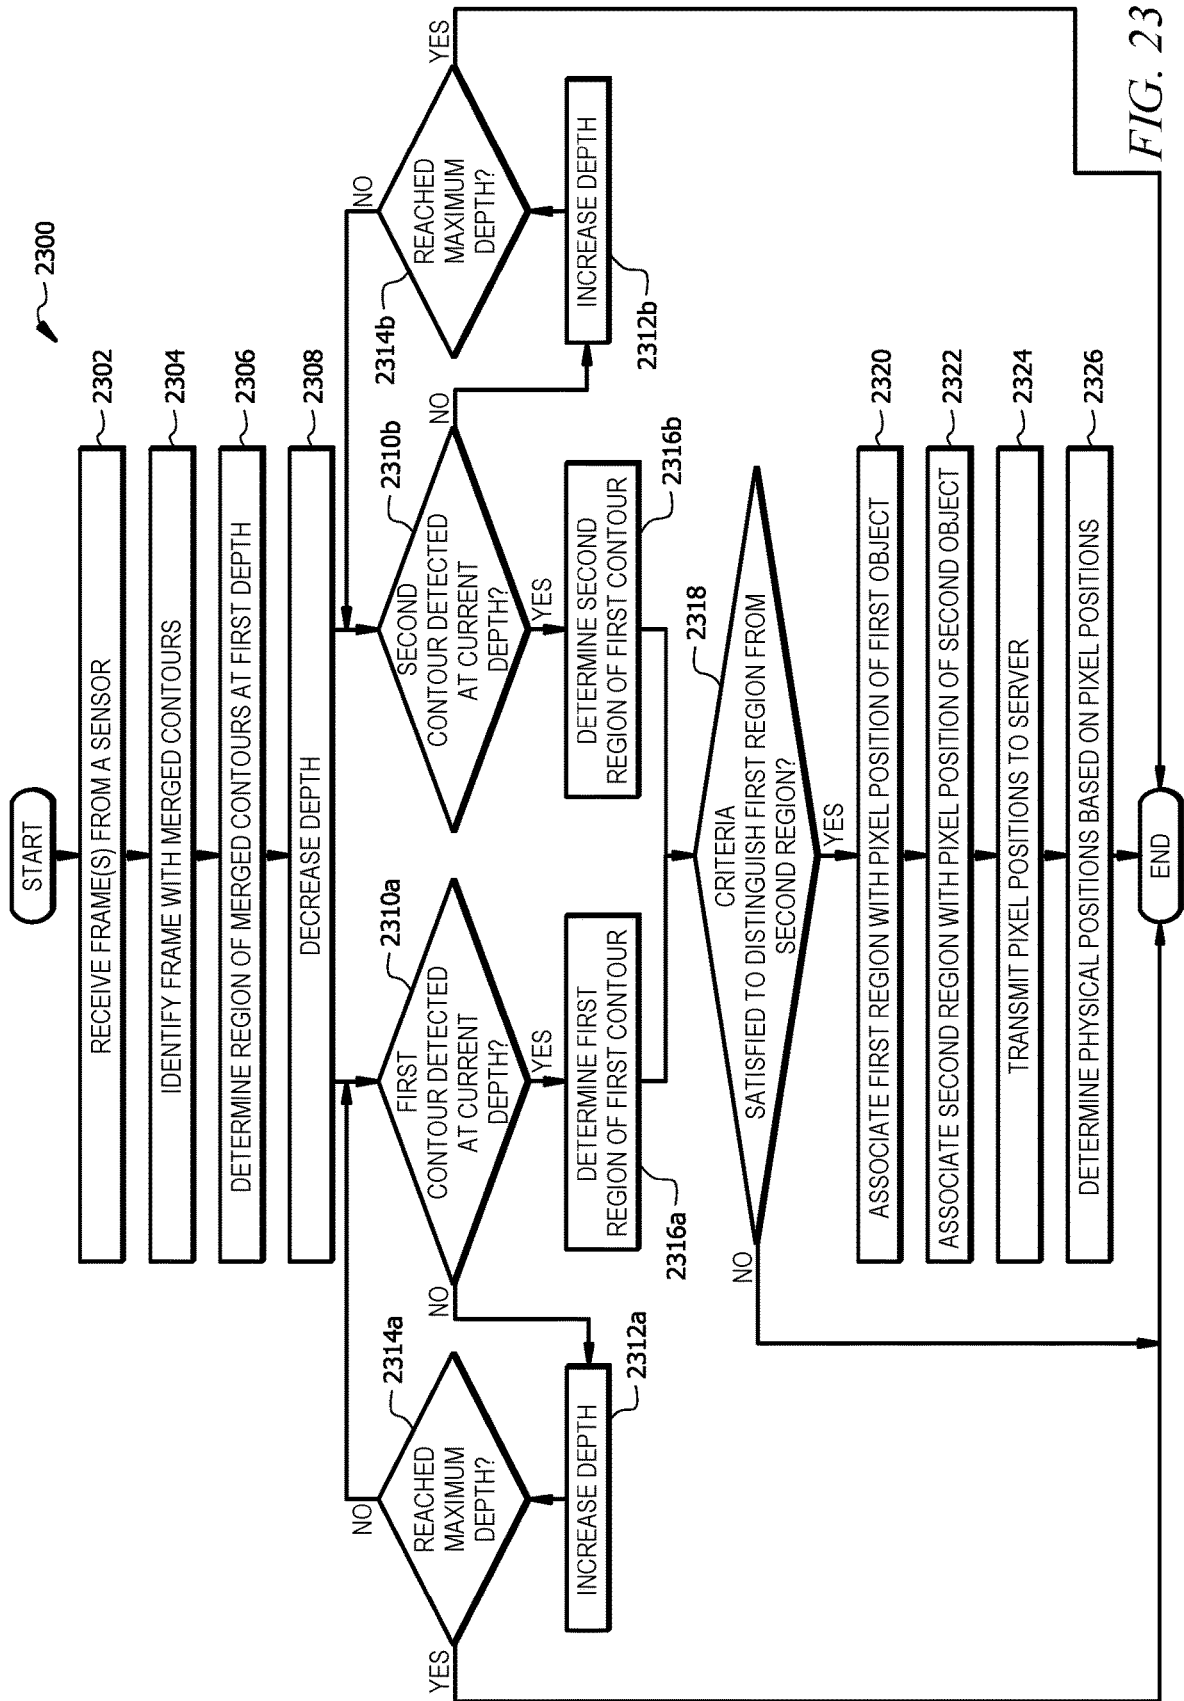 2300
START
RECEIVE FRAME(S) FROM A SENSOR
2302
IDENTIFY FRAME WITH MERGED CONTOURS
2304
DETERMINE REGION OF MERGED CONTOURS AT FIRST DEPTH
2306
DECREASE DEPTH
2308
REACHED
MAXIMUM
DEPTH?
2314a
NO
YES
FIRST
CONTOUR DETECTED
AT CURRENT
DEPTH?
2310a
NO
YES
SECOND
CONTOUR DETECTED
AT CURRENT
DEPTH?
2310b
NO
YES
REACHED
MAXIMUM
DEPTH?
2314b
NO
YES
INCREASE DEPTH
2312a
DETERMINE FIRST
REGION OF FIRST CONTOUR
2316a
DETERMINE SECOND
REGION OF FIRST CONTOUR
2316b
INCREASE DEPTH
2312b
CRITERIA
SATISFIED TO DISTINGUISH FIRST REGION FROM
SECOND REGION?
2318
NO
YES
ASSOCIATE FIRST REGION WITH PIXEL POSITION OF FIRST OBJECT
2320
ASSOCIATE SECOND REGION WITH PIXEL POSITION OF SECOND OBJECT
2322
TRANSMIT PIXEL POSITIONS TO SERVER
2324
DETERMINE PHYSICAL POSITIONS BASED ON PIXEL POSITIONS
2326
END
FIG. 23